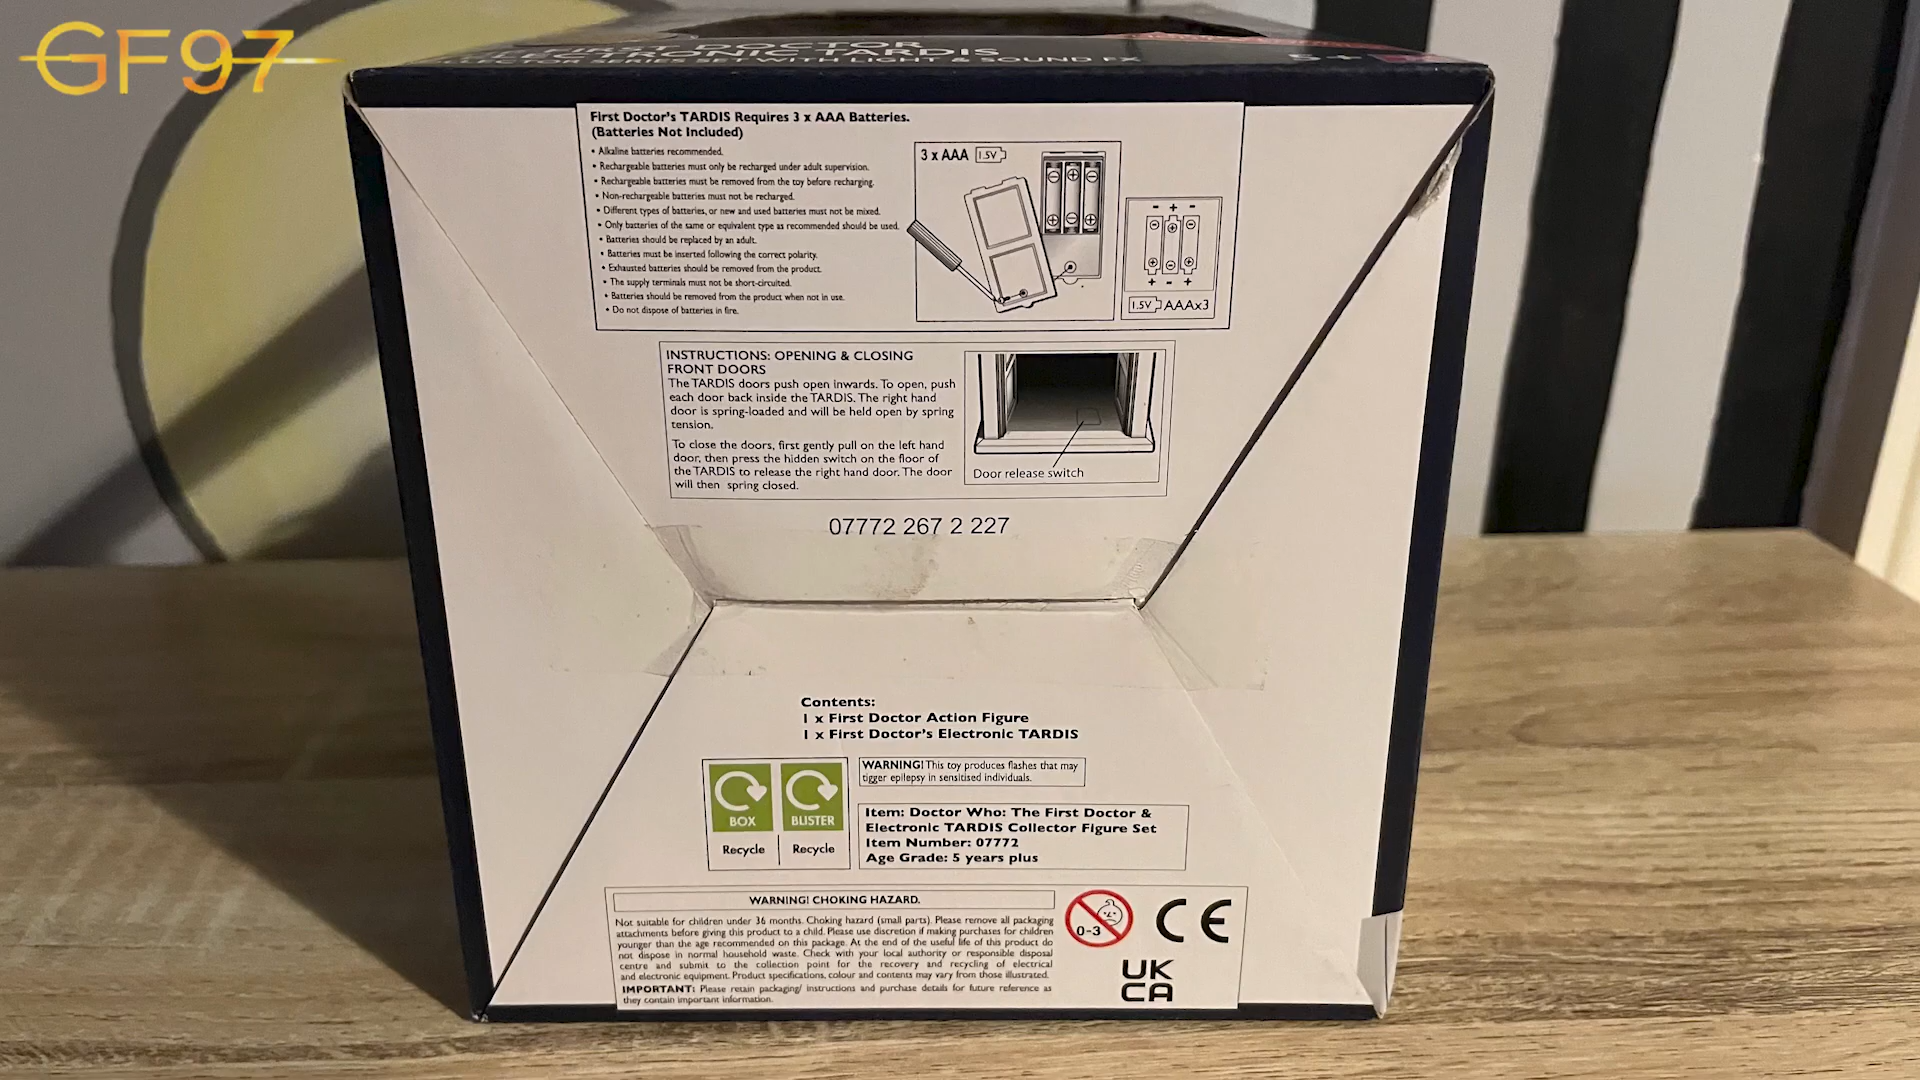 GF97
FIRST DOCTOR
ELECTRONIC TARDIS
COLLECTOR SERIES SET WITH LIGHT & SOUND FX
5+
First Doctor's TARDIS Requires 3 x AAA Batteries.
(Batteries Not Included)
• Alkaline batteries recommended.
• Rechargeable batteries must only be recharged under adult supervision.
• Rechargeable batteries must be removed from the toy before recharging.
• Non-rechargeable batteries must not be recharged.
• Different types of batteries, or new and used batteries must not be mixed.
• Only batteries of the same or equivalent type as recommended should be used.
• Batteries should be replaced by an adult.
• Batteries must be inserted following the correct polarity.
• Exhausted batteries should be removed from the product.
• The supply terminals must not be short-circuited.
• Batteries should be removed from the product when not in use.
• Do not dispose of batteries in fire.
3 x AAA 1.5V
- + -
+ - +
1.5V AAAx3
INSTRUCTIONS: OPENING & CLOSING
FRONT DOORS
The TARDIS doors push open inwards. To open, push
each door back inside the TARDIS. The right hand
door is spring-loaded and will be held open by spring
tension.
To close the doors, first gently pull on the left hand
door, then press the hidden switch on the floor of
the TARDIS to release the right hand door. The door
will then spring closed.
Door release switch
07772 267 2 227
Contents:
1 x First Doctor Action Figure
1 x First Doctor's Electronic TARDIS
BOX
BLISTER
Recycle
Recycle
WARNING! This toy produces flashes that may
tigger epilepsy in sensitised individuals.
Item: Doctor Who: The First Doctor &
Electronic TARDIS Collector Figure Set
Item Number: 07772
Age Grade: 5 years plus
WARNING! CHOKING HAZARD.
Not suitable for children under 36 months. Choking hazard (small parts). Please remove all packaging
attachments before giving this product to a child. Please use discretion if making purchases for children
younger than the age recommended on this package. At the end of the useful life of this product do
not dispose in normal household waste. Check with your local authority or responsible disposal
centre and submit to the collection point for the recovery and recycling of electrical
and electronic equipment. Product specifications, colour and contents may vary from those illustrated.
IMPORTANT: Please retain packaging/ instructions and purchase details for future reference as
they contain important information.
0-3
CE
UK
CA